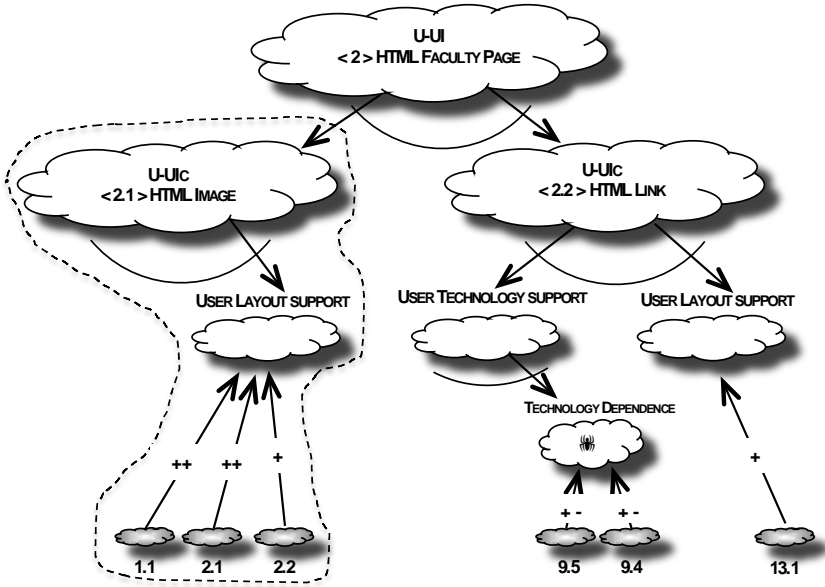 U-UI
< 2 > HTML FACULTY PAGE
U-UIC
< 2.1 > HTML IMAGE
U-UIC
< 2.2 > HTML LINK
USER LAYOUT SUPPORT
USER TECHNOLOGY SUPPORT
USER LAYOUT SUPPORT
TECHNOLOGY DEPENDENCE
++
++
+
+
+ -
+ -
1.1
2.1
2.2
9.5
9.4
13.1